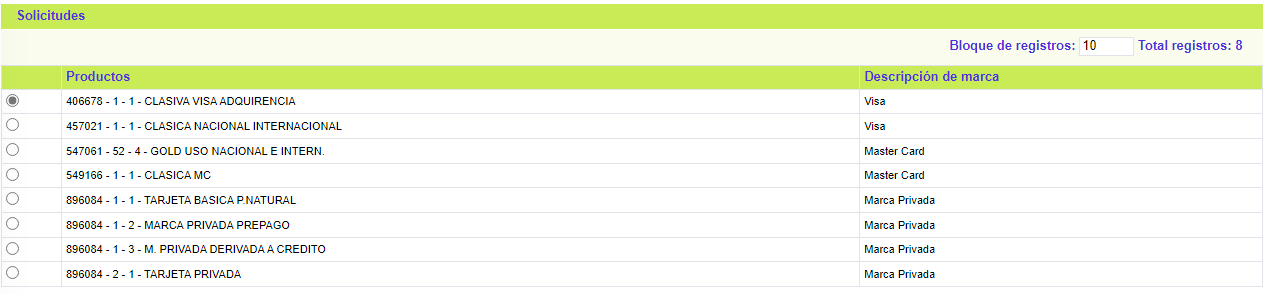 Solicitudes
Bloque de registros: 10 Total registros: 8
Productos Descripción de marca
406678 - 1 - 1 - CLASIVA VISA ADQUIRENCIA Visa
457021 - 1 - 1 - CLASICA NACIONAL INTERNACIONAL Visa
547061 - 52 - 4 - GOLD USO NACIONAL E INTERN. Master Card
549166 - 1 - 1 - CLASICA MC Master Card
896084 - 1 - 1 - TARJETA BASICA P.NATURAL Marca Privada
896084 - 1 - 2 - MARCA PRIVADA PREPAGO Marca Privada
896084 - 1 - 3 - M. PRIVADA DERIVADA A CREDITO Marca Privada
896084 - 2 - 1 - TARJETA PRIVADA Marca Privada